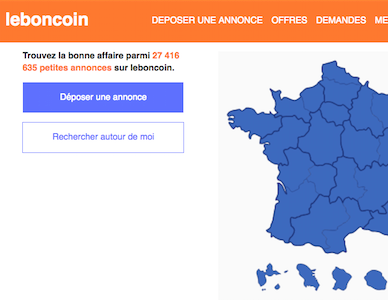 leboncoin DEPOSER UNE ANNONCE OFFRES DEMANDES ME
Trouvez la bonne affaire parmi 27 416
635 petites annonces sur leboncoin.
Déposer une annonce
Rechercher autour de moi